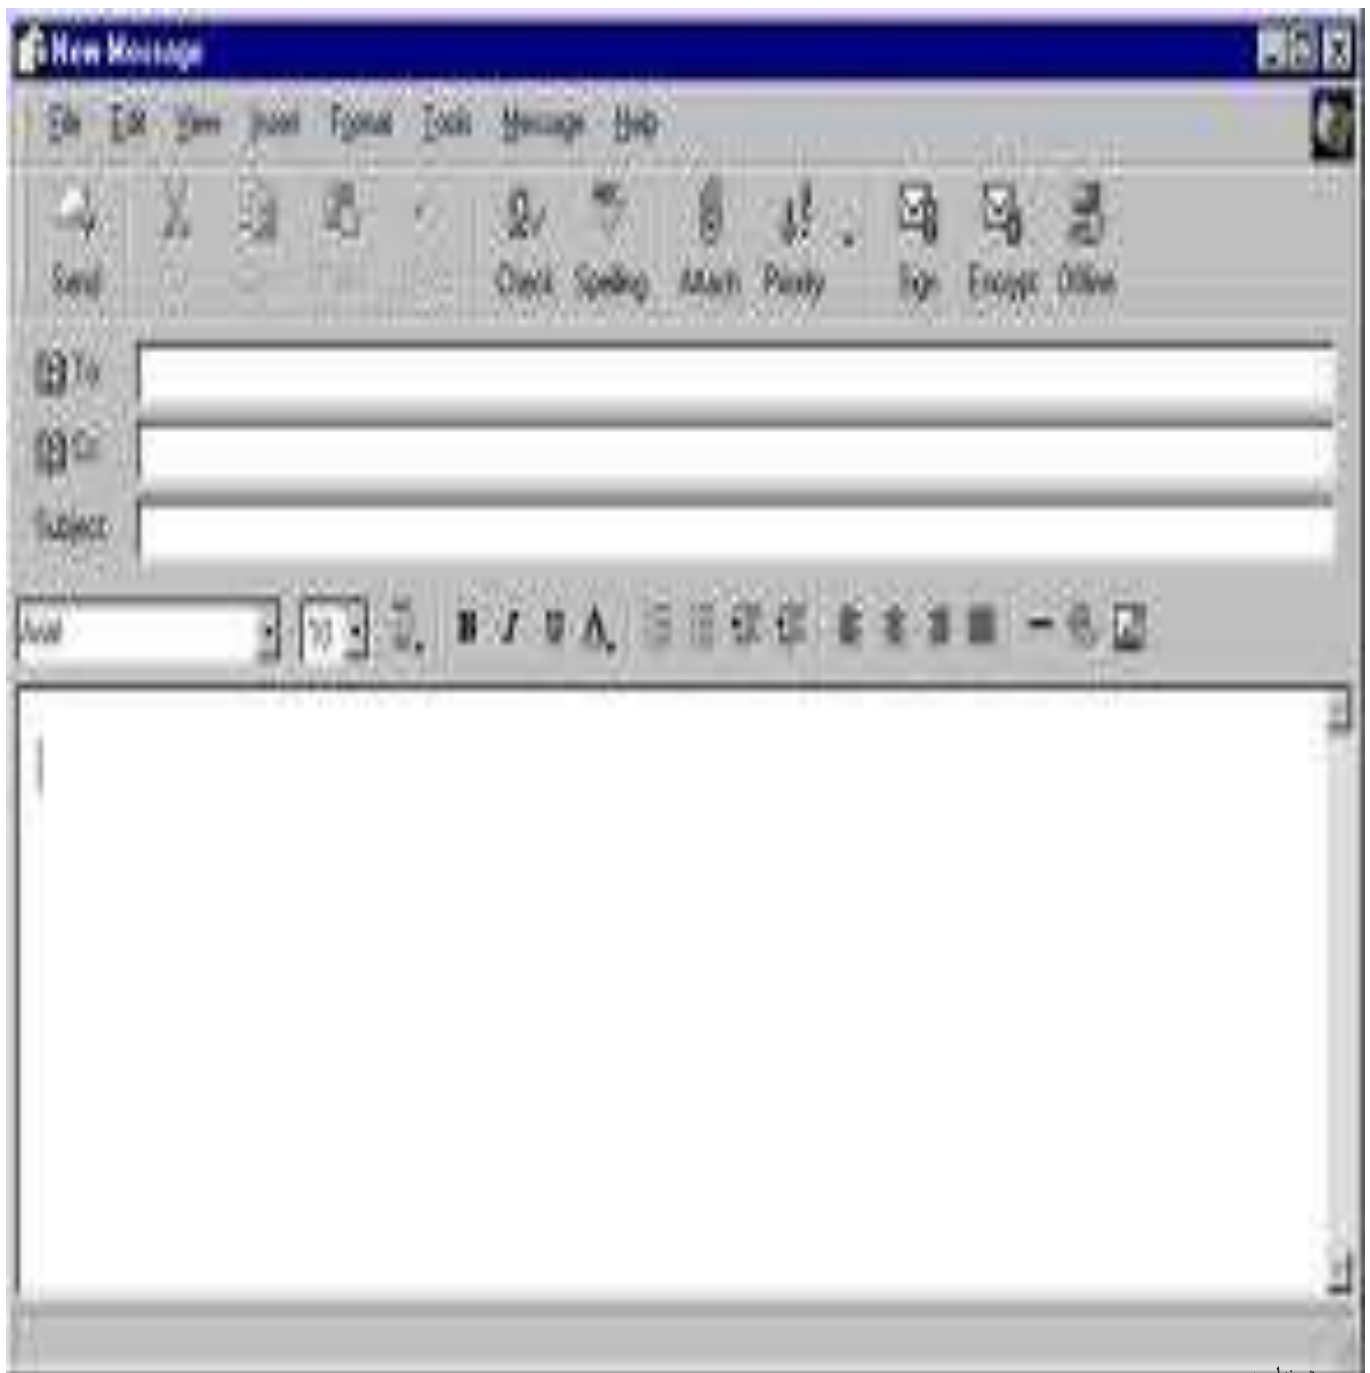 New Message
File Edit View Insert Format Tools Message Help
Send Check Spelling Attach Priority Sign Encrypt Offline
To:
Cc:
Subject:
Arial 10 B I U A